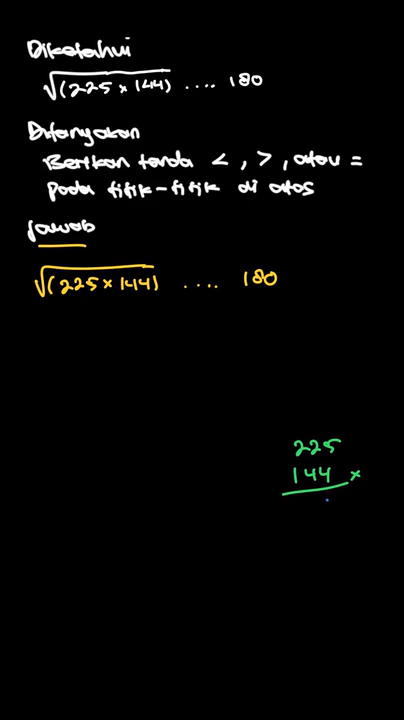 Diketahui
√(225 × 144) .... 180
Ditanyakan
Berikan tanda < , > , atau =
pada titik-titik di atas
Jawab
√(225 × 144) .... 180
225
144 ×